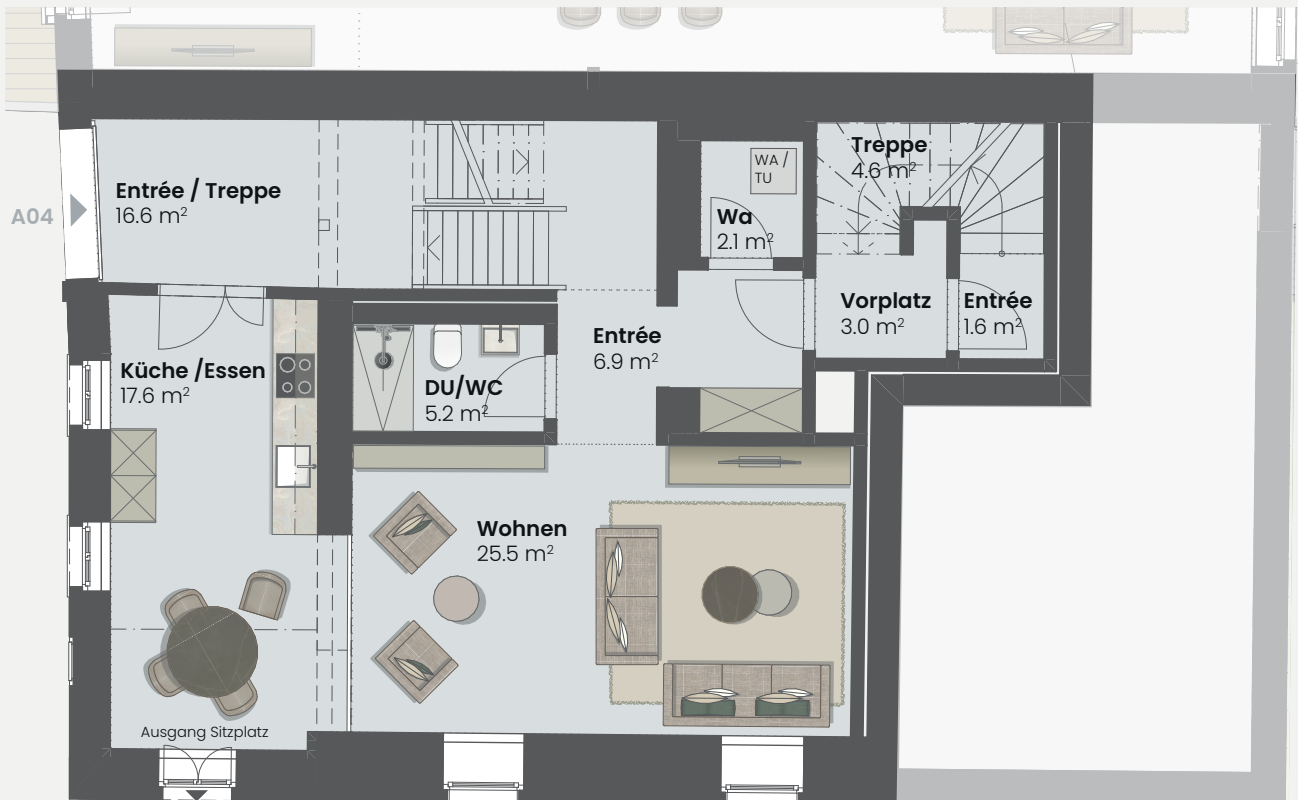 A04
Entrée / Treppe
16.6 m²
WA /
TU
Wa
2.1 m²
Treppe
4.6 m²
Vorplatz
3.0 m²
Entrée
1.6 m²
Entrée
6.9 m²
Küche /Essen
17.6 m²
DU/WC
5.2 m²
Wohnen
25.5 m²
Ausgang Sitzplatz